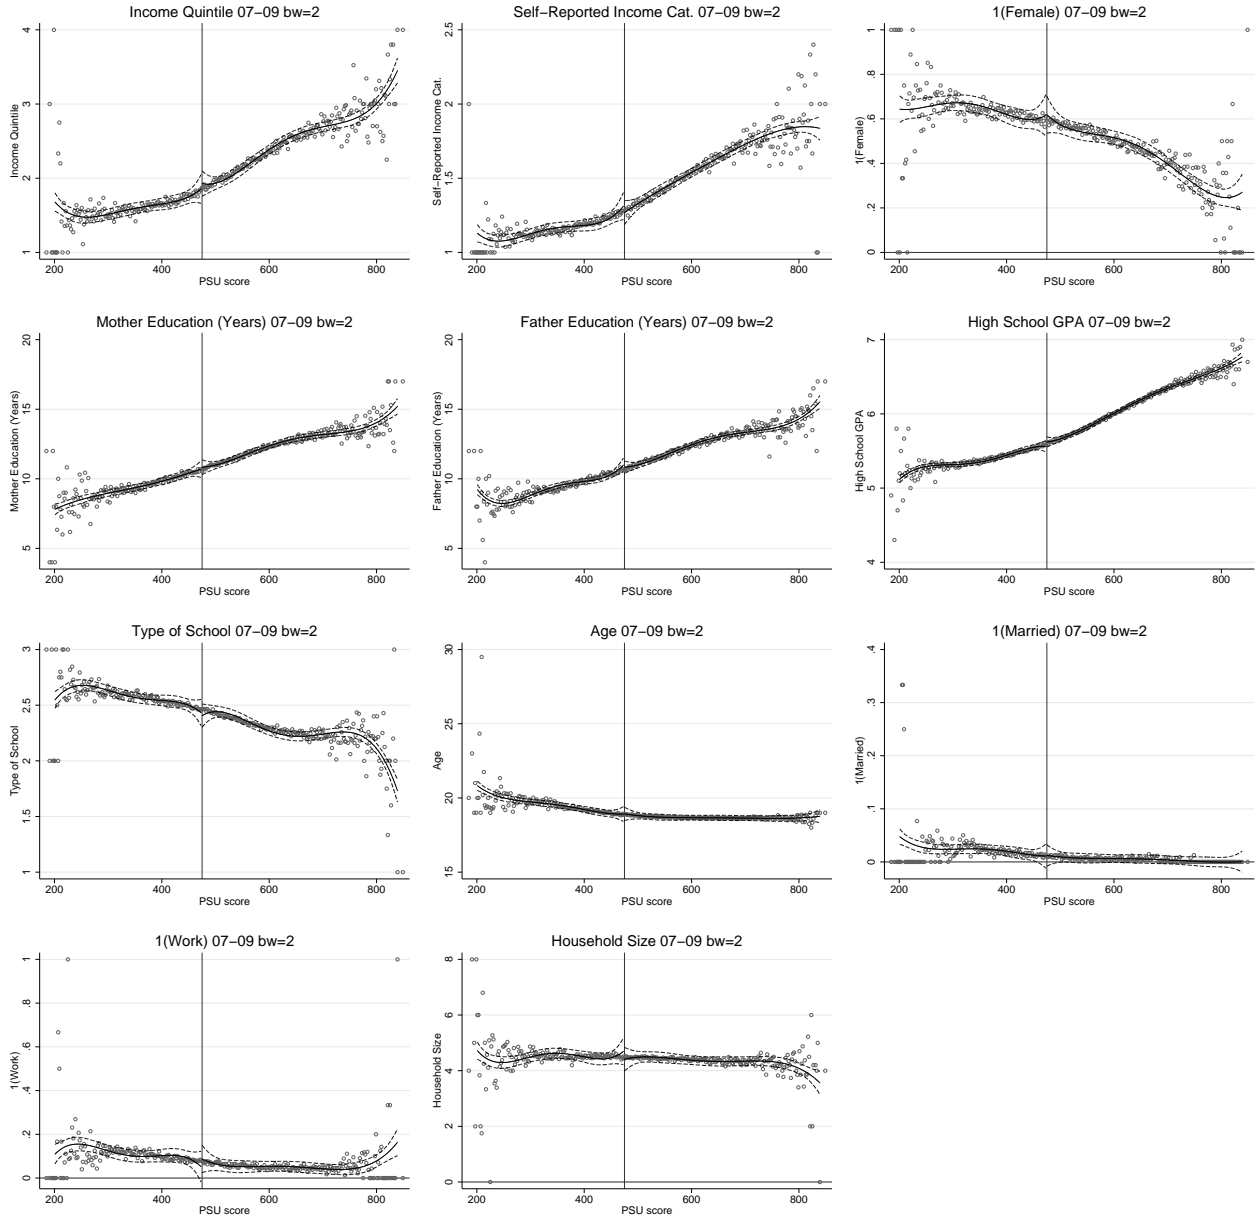 Income Quintile 07−09 bw=2
Income Quintile
4
3
2
1
200 400 600 800
PSU score
Self−Reported Income Cat. 07−09 bw=2
Self−Reported Income Cat.
2.5
2
1.5
1
200 400 600 800
PSU score
1(Female) 07−09 bw=2
1(Female)
1
.8
.6
.4
.2
0
200 400 600 800
PSU score
Mother Education (Years) 07−09 bw=2
Mother Education (Years)
20
15
10
5
200 400 600 800
PSU score
Father Education (Years) 07−09 bw=2
Father Education (Years)
20
15
10
5
200 400 600 800
PSU score
High School GPA 07−09 bw=2
High School GPA
7
6
5
4
200 400 600 800
PSU score
Type of School 07−09 bw=2
Type of School
3
2.5
2
1.5
1
200 400 600 800
PSU score
Age 07−09 bw=2
Age
30
25
20
15
200 400 600 800
PSU score
1(Married) 07−09 bw=2
1(Married)
.4
.3
.2
.1
0
200 400 600 800
PSU score
1(Work) 07−09 bw=2
1(Work)
1
.8
.6
.4
.2
0
200 400 600 800
PSU score
Household Size 07−09 bw=2
Household Size
8
6
4
2
0
200 400 600 800
PSU score